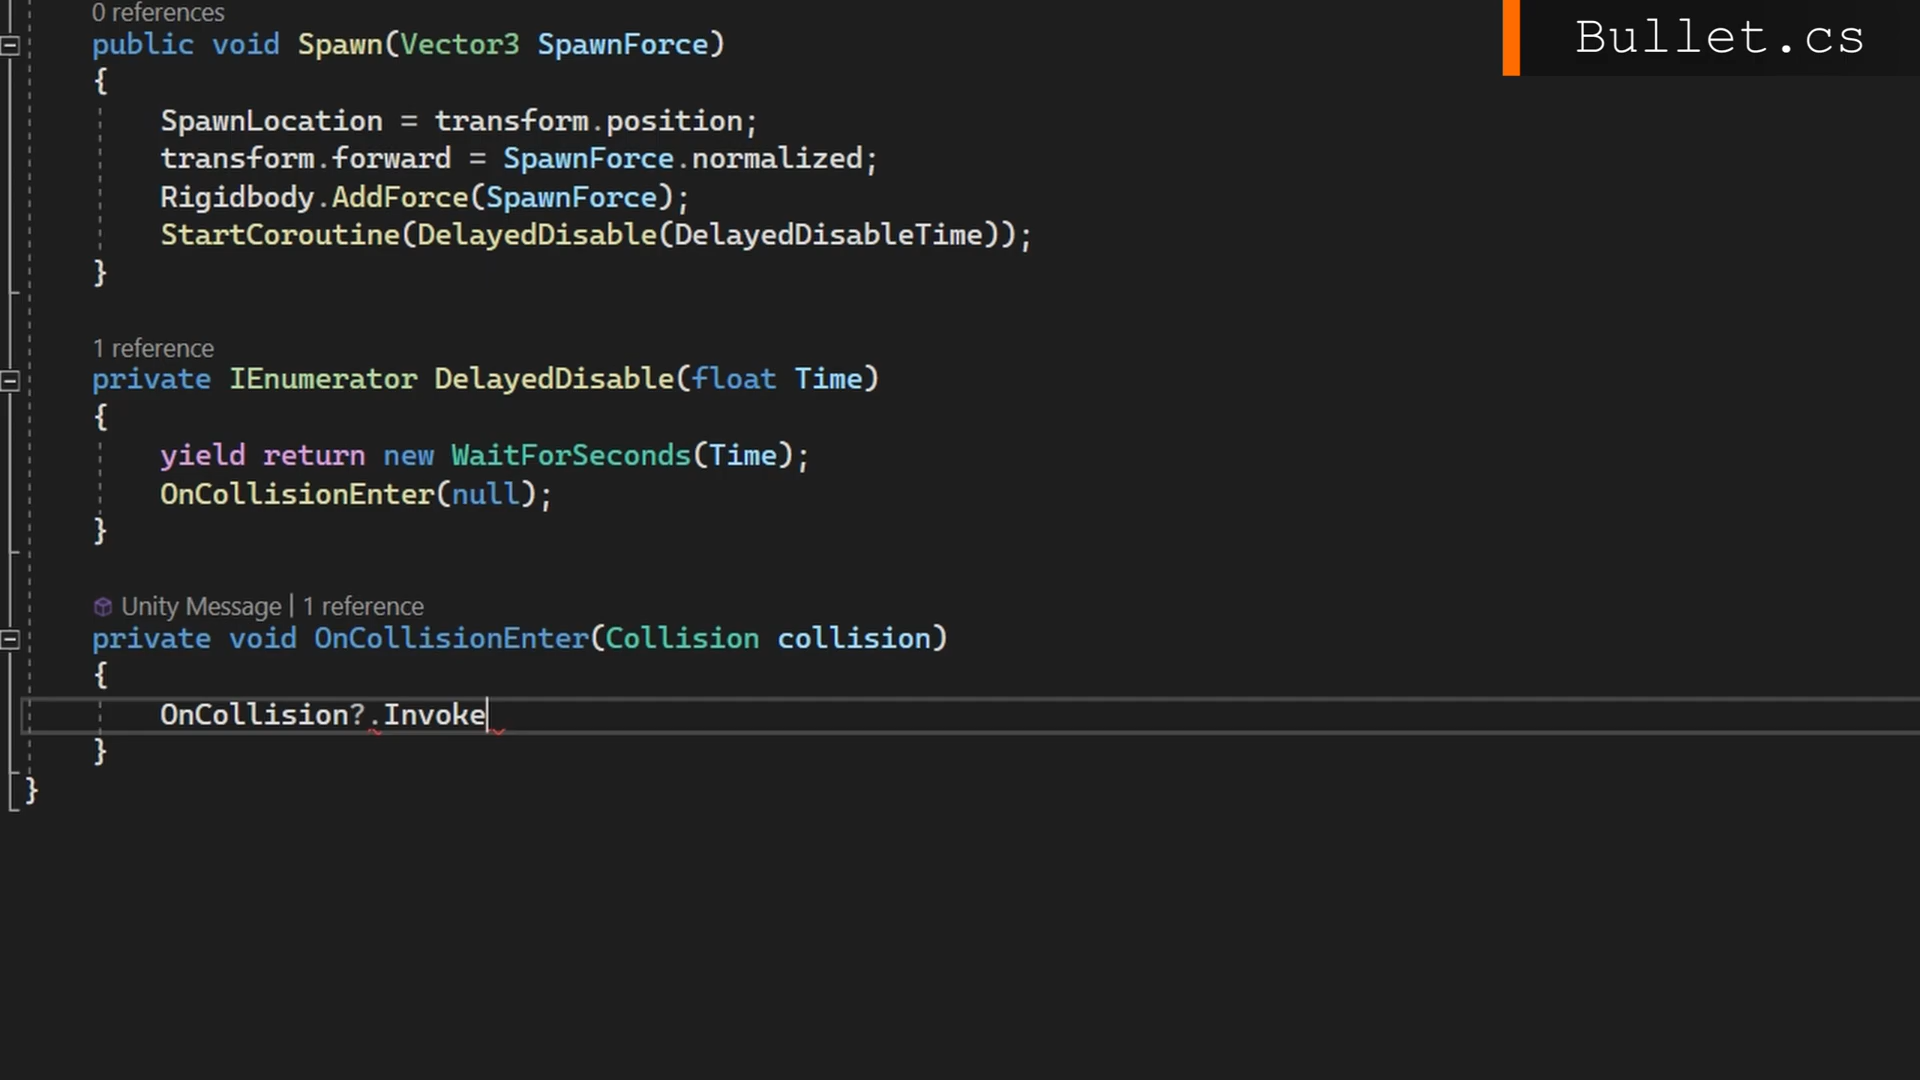 0 references
Bullet.cs
public void Spawn(Vector3 SpawnForce)
{
SpawnLocation = transform.position;
transform.forward = SpawnForce.normalized;
Rigidbody.AddForce(SpawnForce);
StartCoroutine(DelayedDisable(DelayedDisableTime));
}
1 reference
private IEnumerator DelayedDisable(float Time)
{
yield return new WaitForSeconds(Time);
OnCollisionEnter(null);
}
Unity Message | 1 reference
private void OnCollisionEnter(Collision collision)
{
OnCollision?.Invoke
}
}